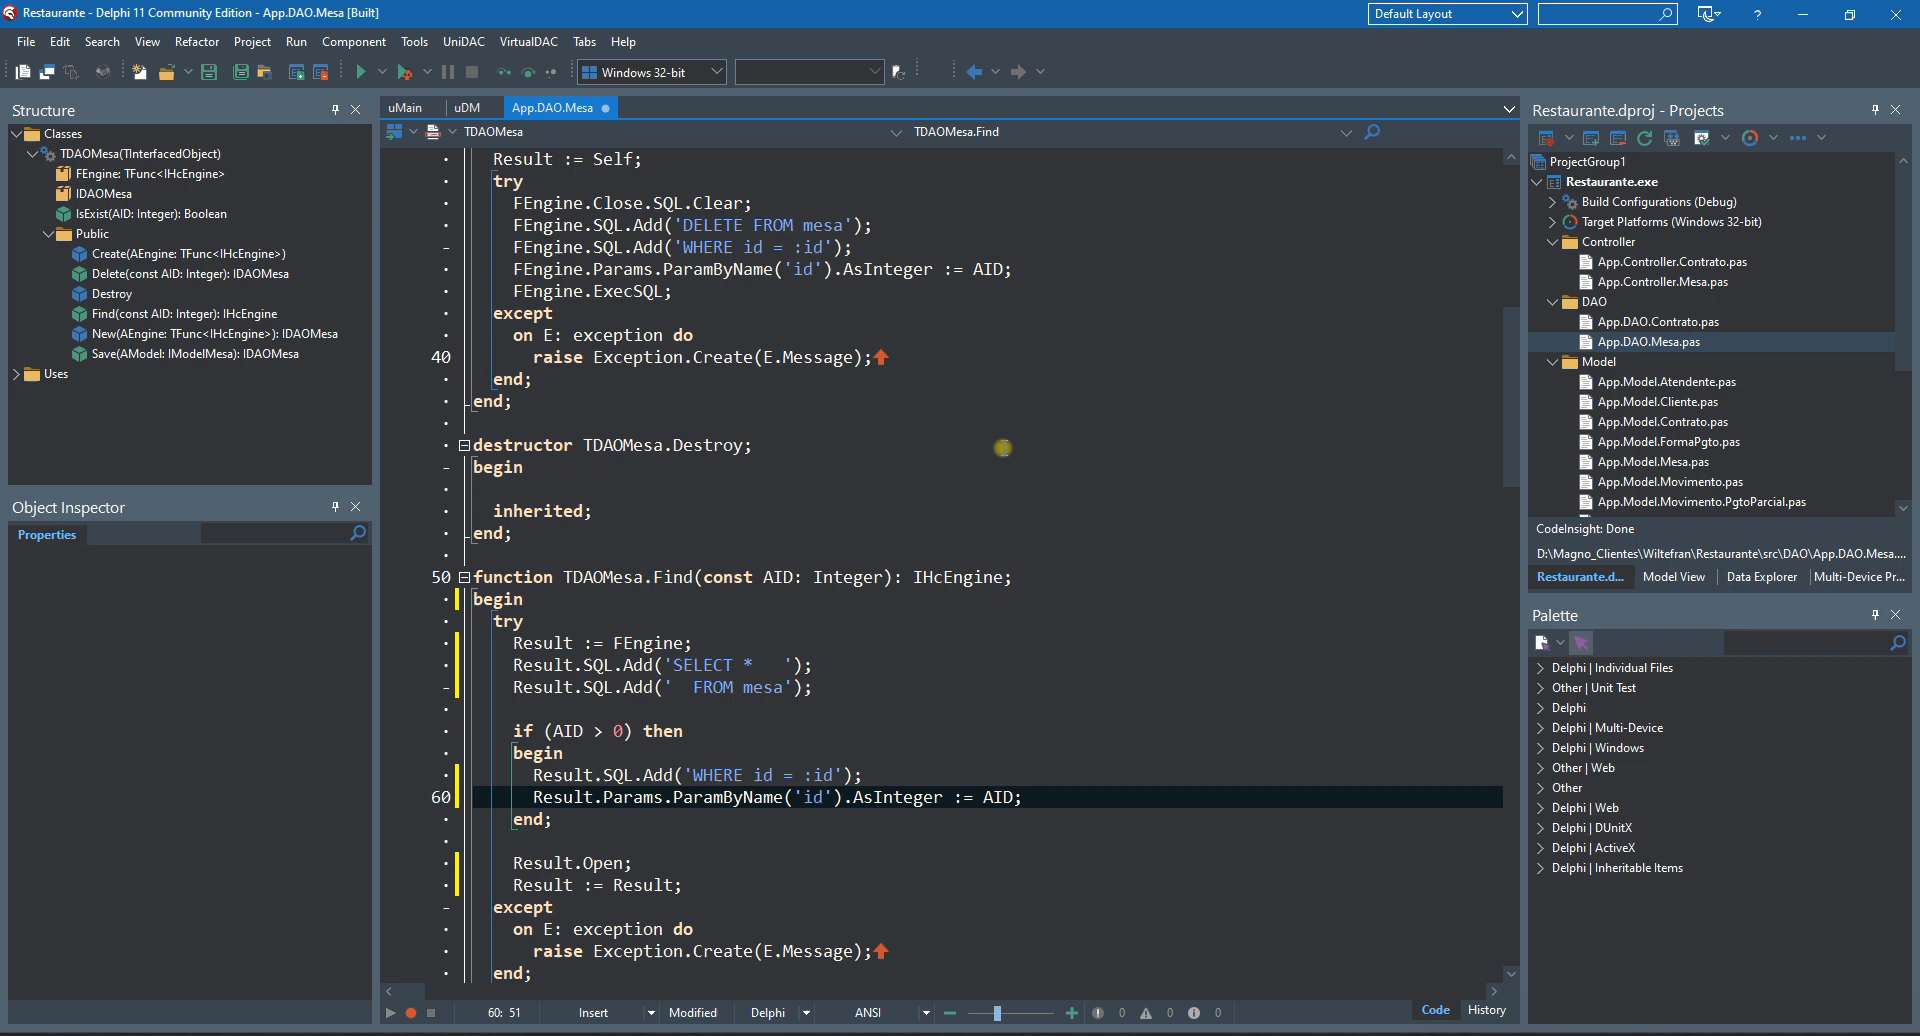 Restaurante - Delphi 11 Community Edition - App.DAO.Mesa [Built]
Default Layout
?
File Edit Search View Refactor Project Run Component Tools UniDAC VirtualDAC Tabs Help
Windows 32-bit
Structure
Classes
TDAOMesa(TInterfacedObject)
FEngine: TFunc<IHcEngine>
IDAOMesa
IsExist(AID: Integer): Boolean
Public
Create(AEngine: TFunc<IHcEngine>)
Delete(const AID: Integer): IDAOMesa
Destroy
Find(const AID: Integer): IHcEngine
New(AEngine: TFunc<IHcEngine>): IDAOMesa
Save(AModel: IModelMesa): IDAOMesa
Uses
Object Inspector
Properties
uMain uDM App.DAO.Mesa
TDAOMesa TDAOMesa.Find
Result := Self;
try
FEngine.Close.SQL.Clear;
FEngine.SQL.Add('DELETE FROM mesa');
FEngine.SQL.Add('WHERE id = :id');
FEngine.Params.ParamByName('id').AsInteger := AID;
FEngine.ExecSQL;
except
on E: exception do
40 raise Exception.Create(E.Message);
end;
end;
destructor TDAOMesa.Destroy;
begin
inherited;
end;
50 function TDAOMesa.Find(const AID: Integer): IHcEngine;
begin
try
Result := FEngine;
Result.SQL.Add('SELECT *   ');
Result.SQL.Add('  FROM mesa');
if (AID > 0) then
begin
Result.SQL.Add('WHERE id = :id');
60 Result.Params.ParamByName('id').AsInteger := AID;
end;
Result.Open;
Result := Result;
except
on E: exception do
raise Exception.Create(E.Message);
end;
60: 51 Insert Modified Delphi ANSI 0 0 0 Code History
Restaurante.dproj - Projects
ProjectGroup1
Restaurante.exe
Build Configurations (Debug)
Target Platforms (Windows 32-bit)
Controller
App.Controller.Contrato.pas
App.Controller.Mesa.pas
DAO
App.DAO.Contrato.pas
App.DAO.Mesa.pas
Model
App.Model.Atendente.pas
App.Model.Cliente.pas
App.Model.Contrato.pas
App.Model.FormaPgto.pas
App.Model.Mesa.pas
App.Model.Movimento.pas
App.Model.Movimento.PgtoParcial.pas
CodeInsight: Done
D:\Magno_Clientes\Wiltefran\Restaurante\src\DAO\App.DAO.Mesa....
Restaurante.d... Model View Data Explorer Multi-Device Pr...
Palette
Delphi | Individual Files
Other | Unit Test
Delphi
Delphi | Multi-Device
Delphi | Windows
Other | Web
Other
Delphi | Web
Delphi | DUnitX
Delphi | ActiveX
Delphi | Inheritable Items